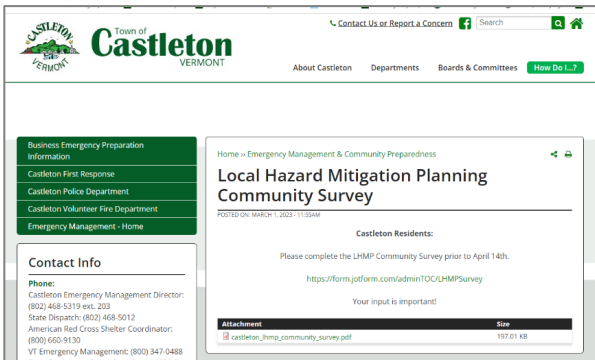 Contact Us or Report a Concern
Search
CASTLETON
VERMONT
Town of
Castleton
VERMONT
About Castleton
Departments
Boards & Committees
How Do I...?
Business Emergency Preparation
Information
Castleton First Response
Castleton Police Department
Castleton Volunteer Fire Department
Emergency Management - Home
Contact Info
Phone:
Castleton Emergency Management Director:
(802) 468-5319 ext. 203
State Dispatch: (802) 468-5012
American Red Cross Shelter Coordinator:
(800) 660-9130
VT Emergency Management: (800) 347-0488
Home » Emergency Management & Community Preparedness
Local Hazard Mitigation Planning
Community Survey
POSTED ON: MARCH 1, 2023 - 11:55AM
Castleton Residents:
Please complete the LHMP Community Survey prior to April 14th.
https://form.jotform.com/adminTOC/LHMPSurvey
Your input is important!
Attachment Size
castleton_lhmp_community_survey.pdf 197.01 KB